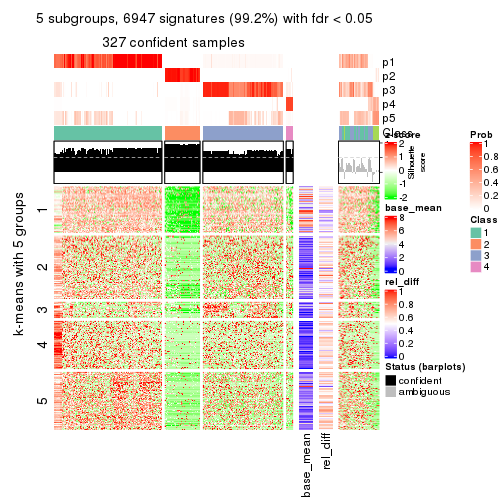 5 subgroups, 6947 signatures (99.2%) with fdr < 0.05
327 confident samples
p1
p2
p3
p4
p5
Class
Silhouette
score
k-means with 5 groups
1
2
3
4
5
base_mean
rel_diff
z-score
2
1
0
-1
-2
base_mean
8
6
4
2
0
rel_diff
1
0.8
0.6
0.4
0.2
0
Status (barplots)
confident
ambiguous
Prob
1
0.8
0.6
0.4
0.2
0
Class
1
2
3
4